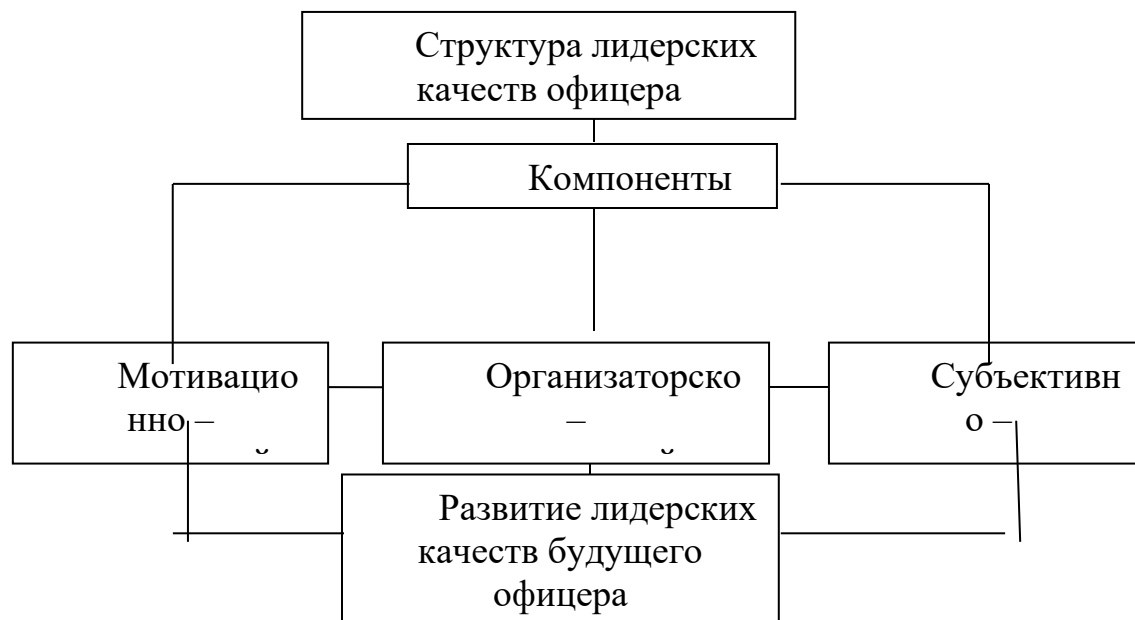 Структура лидерских
качеств офицера
Компоненты
Мотивацио
нно –
Организаторско
–
Субъективн
о –
Развитие лидерских
качеств будущего
офицера